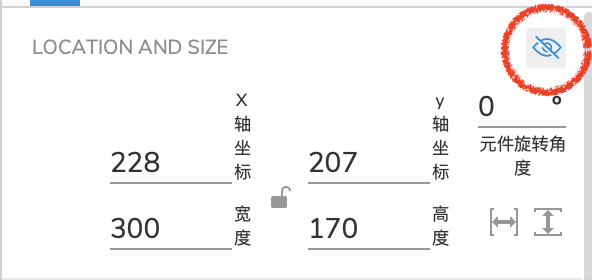 LOCATION AND SIZE
228
X
轴
坐
标
207
y
轴
坐
标
0 °
元件旋转角
度
300
宽
度
170
高
度